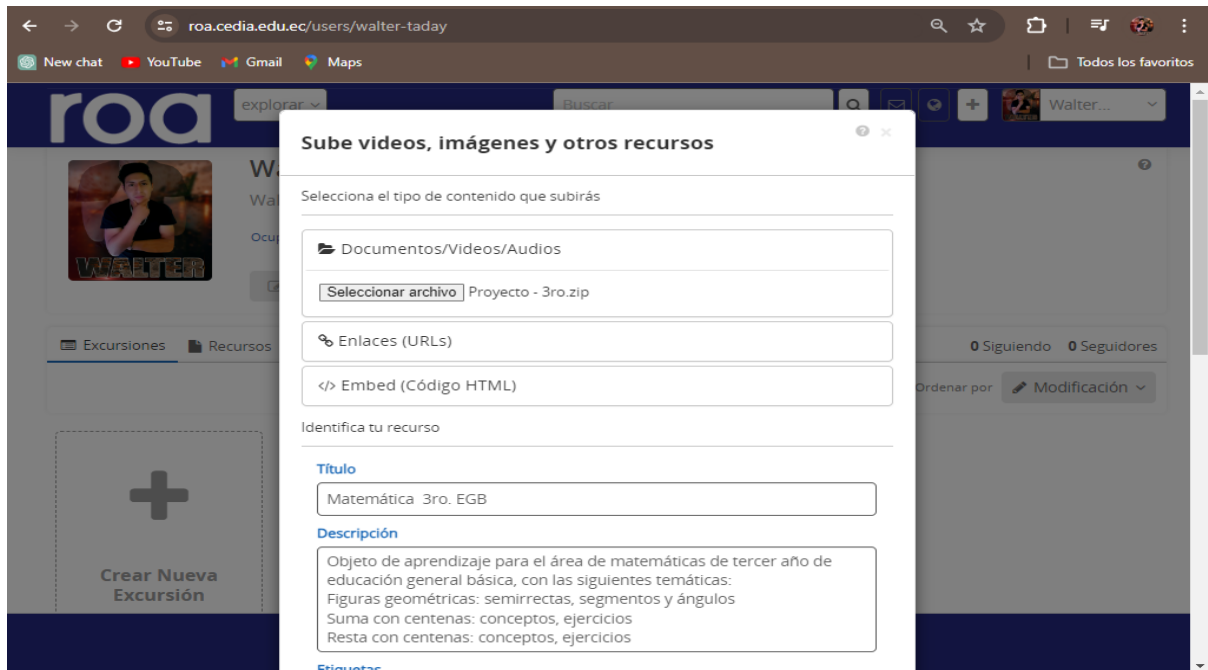 roa.cedia.edu.ec/users/walter-taday
New chat YouTube Gmail Maps Todos los favoritos
roa explorar Buscar Walter...
Sube videos, imágenes y otros recursos
Selecciona el tipo de contenido que subirás
WALTER
Documentos/Videos/Audios
Seleccionar archivo Proyecto - 3ro.zip
Enlaces (URLs)
Excursiones Recursos 0 Siguiendo 0 Seguidores
Embed (Código HTML)
Ordenar por Modificación
Identifica tu recurso
Título
Matemática 3ro. EGB
Descripción
Objeto de aprendizaje para el área de matemáticas de tercer año de
educación general básica, con las siguientes temáticas:
Figuras geométricas: semirrectas, segmentos y ángulos
Suma con centenas: conceptos, ejercicios
Resta con centenas: conceptos, ejercicios
Crear Nueva
Excursión
Etiquetas